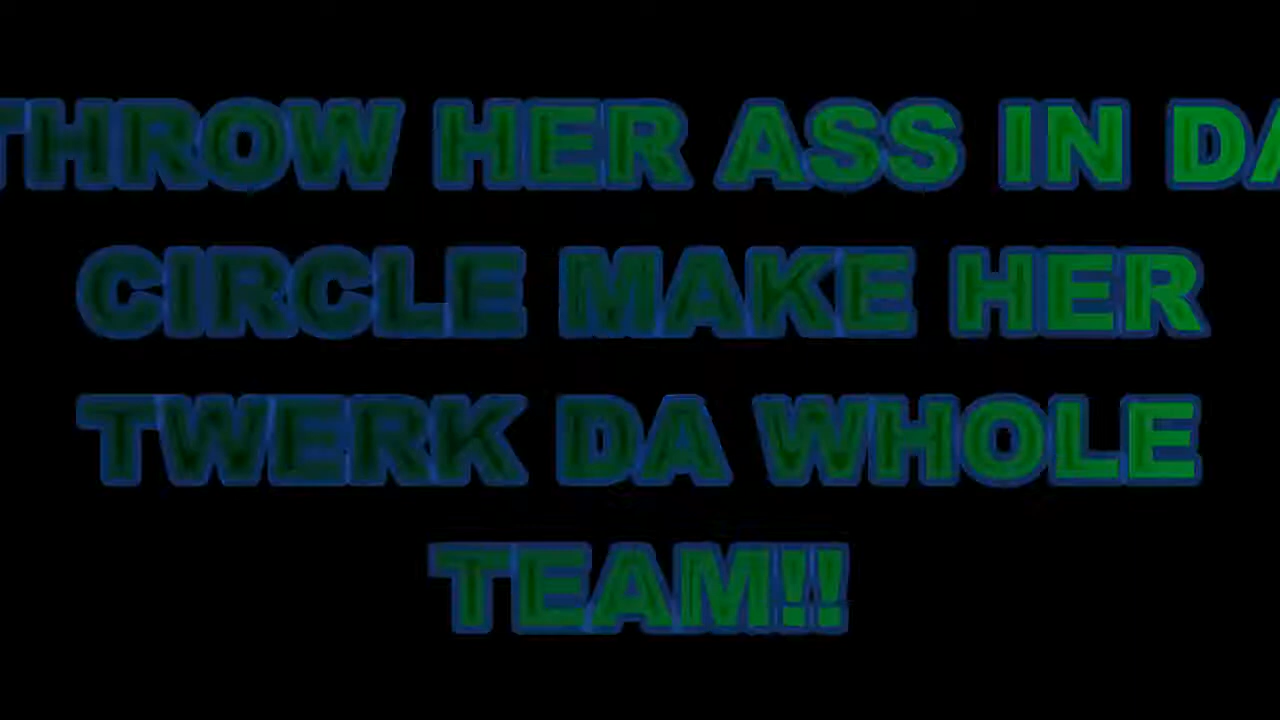 THROW HER ASS IN DA
CIRCLE MAKE HER
TWERK DA WHOLE
TEAM!!